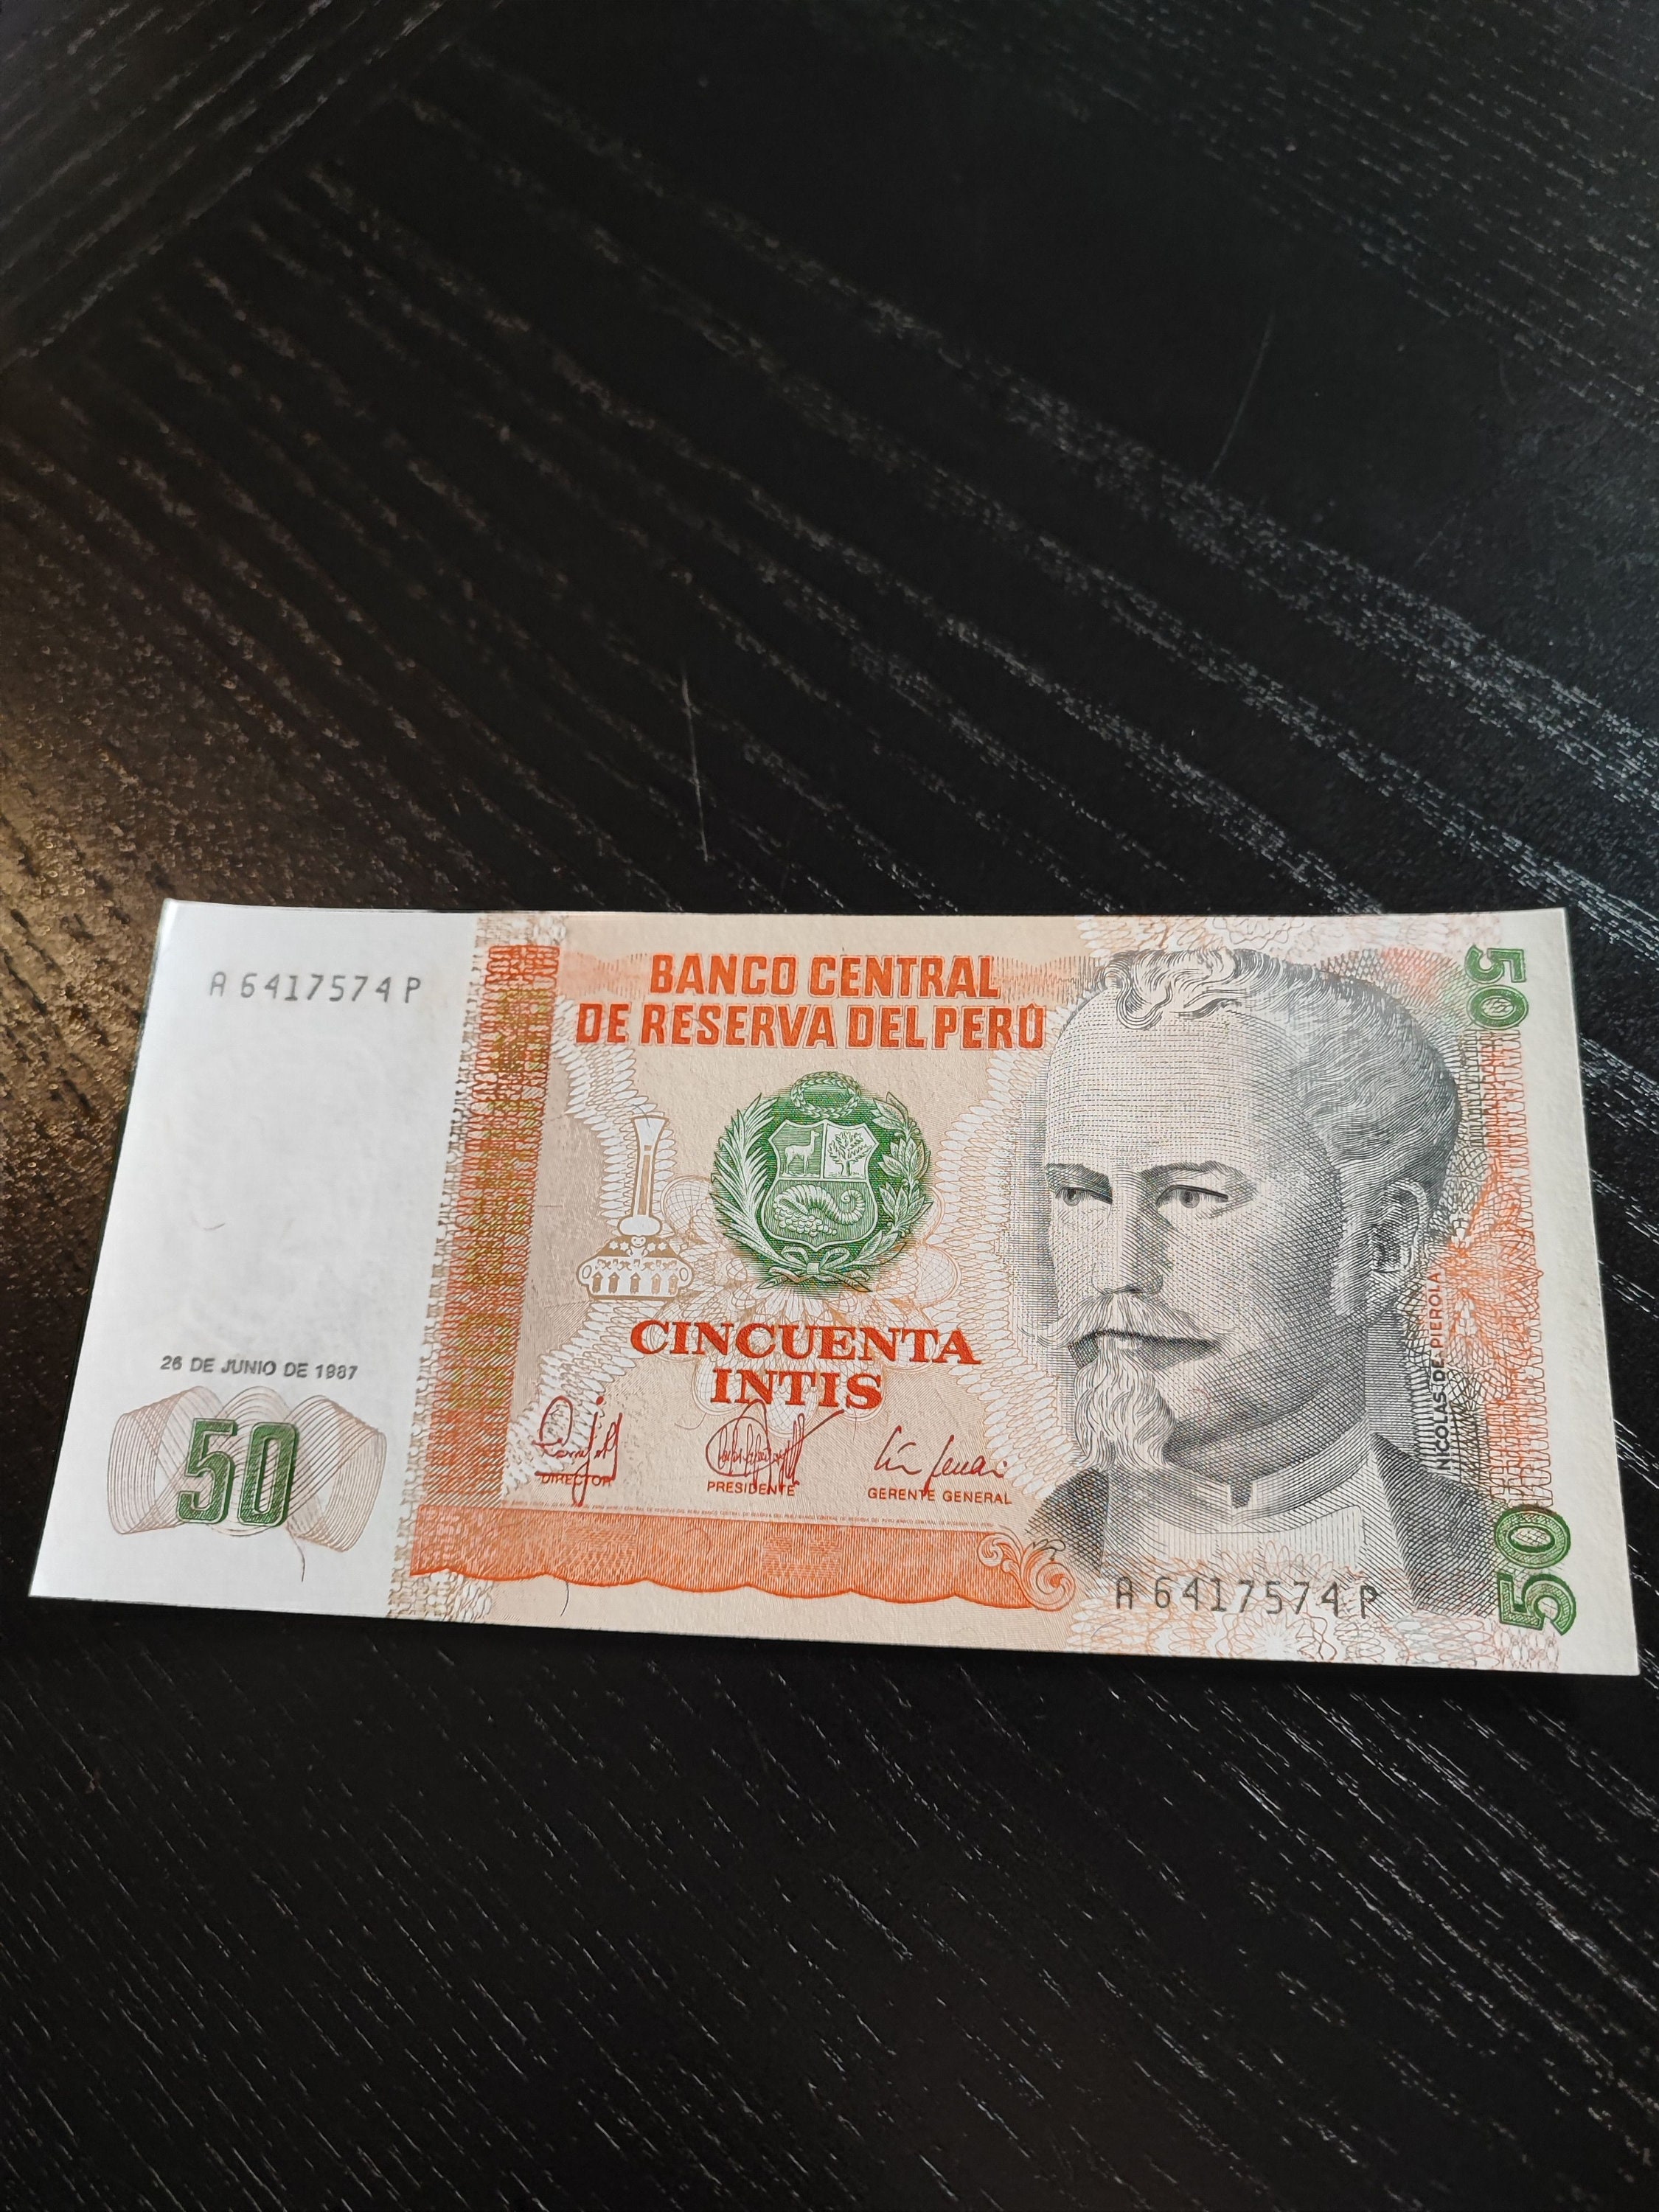 A 6417574 P
BANCO CENTRAL
DE RESERVA DEL PERÚ
50
CINCUENTA
INTIS
NICOLAS DE PIEROLA
26 DE JUNIO DE 1987
50
DIRECTOR
PRESIDENTE
GERENTE GENERAL
A 6417574 P
50